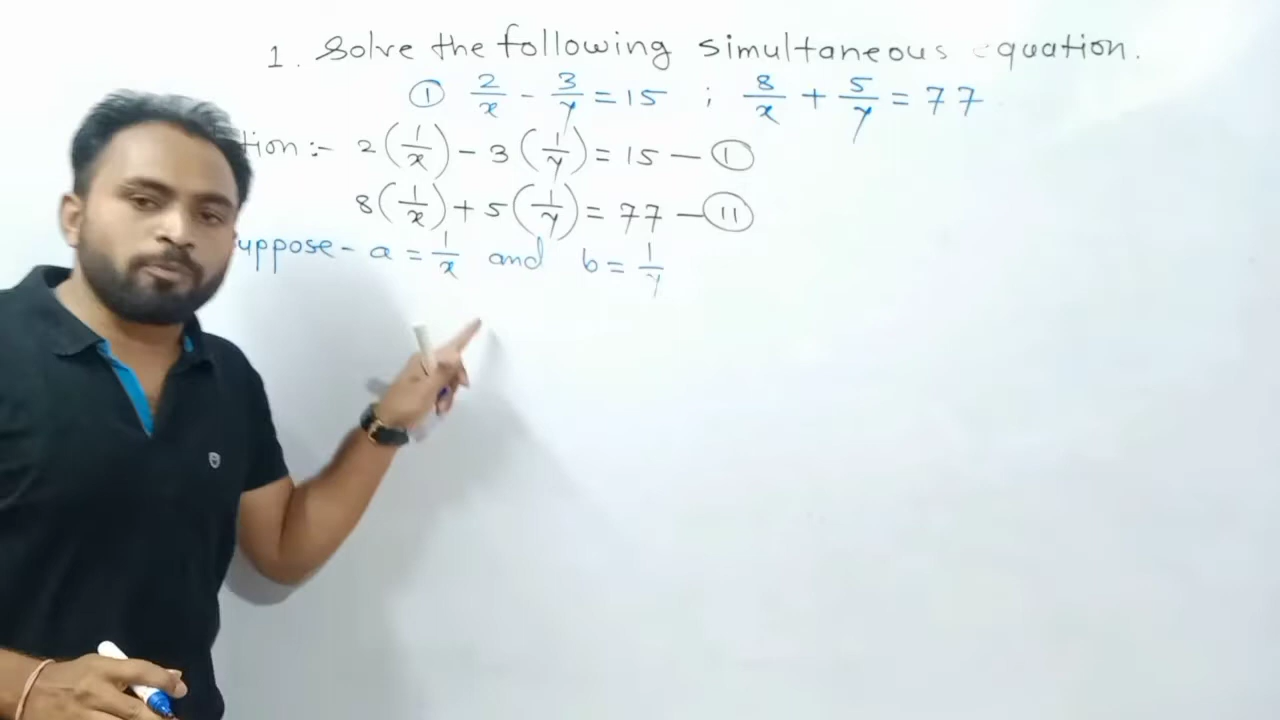 1. Solve the following simultaneous equation.
① 2/x - 3/y = 15 ; 8/x + 5/y = 77
tion :- 2(1/x) - 3(1/y) = 15 — ①
8(1/x) + 5(1/y) = 77 — ⑪
uppose - a = 1/x and b = 1/y